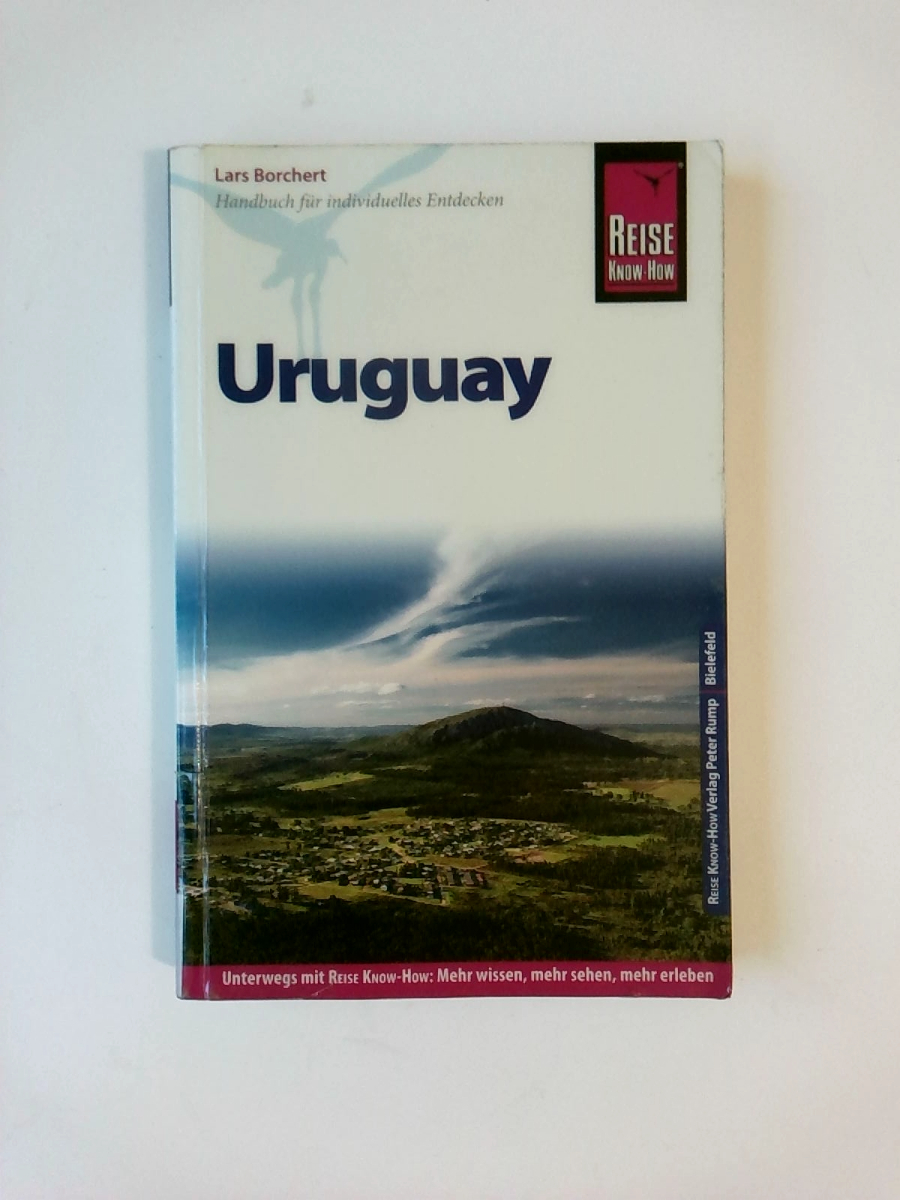 Lars Borchert
Handbuch für individuelles Entdecken
REISE
KNOW-HOW
Uruguay
REISE KNOW-HOW Verlag Peter Rump | Bielefeld
Unterwegs mit REISE KNOW-HOW: Mehr wissen, mehr sehen, mehr erleben